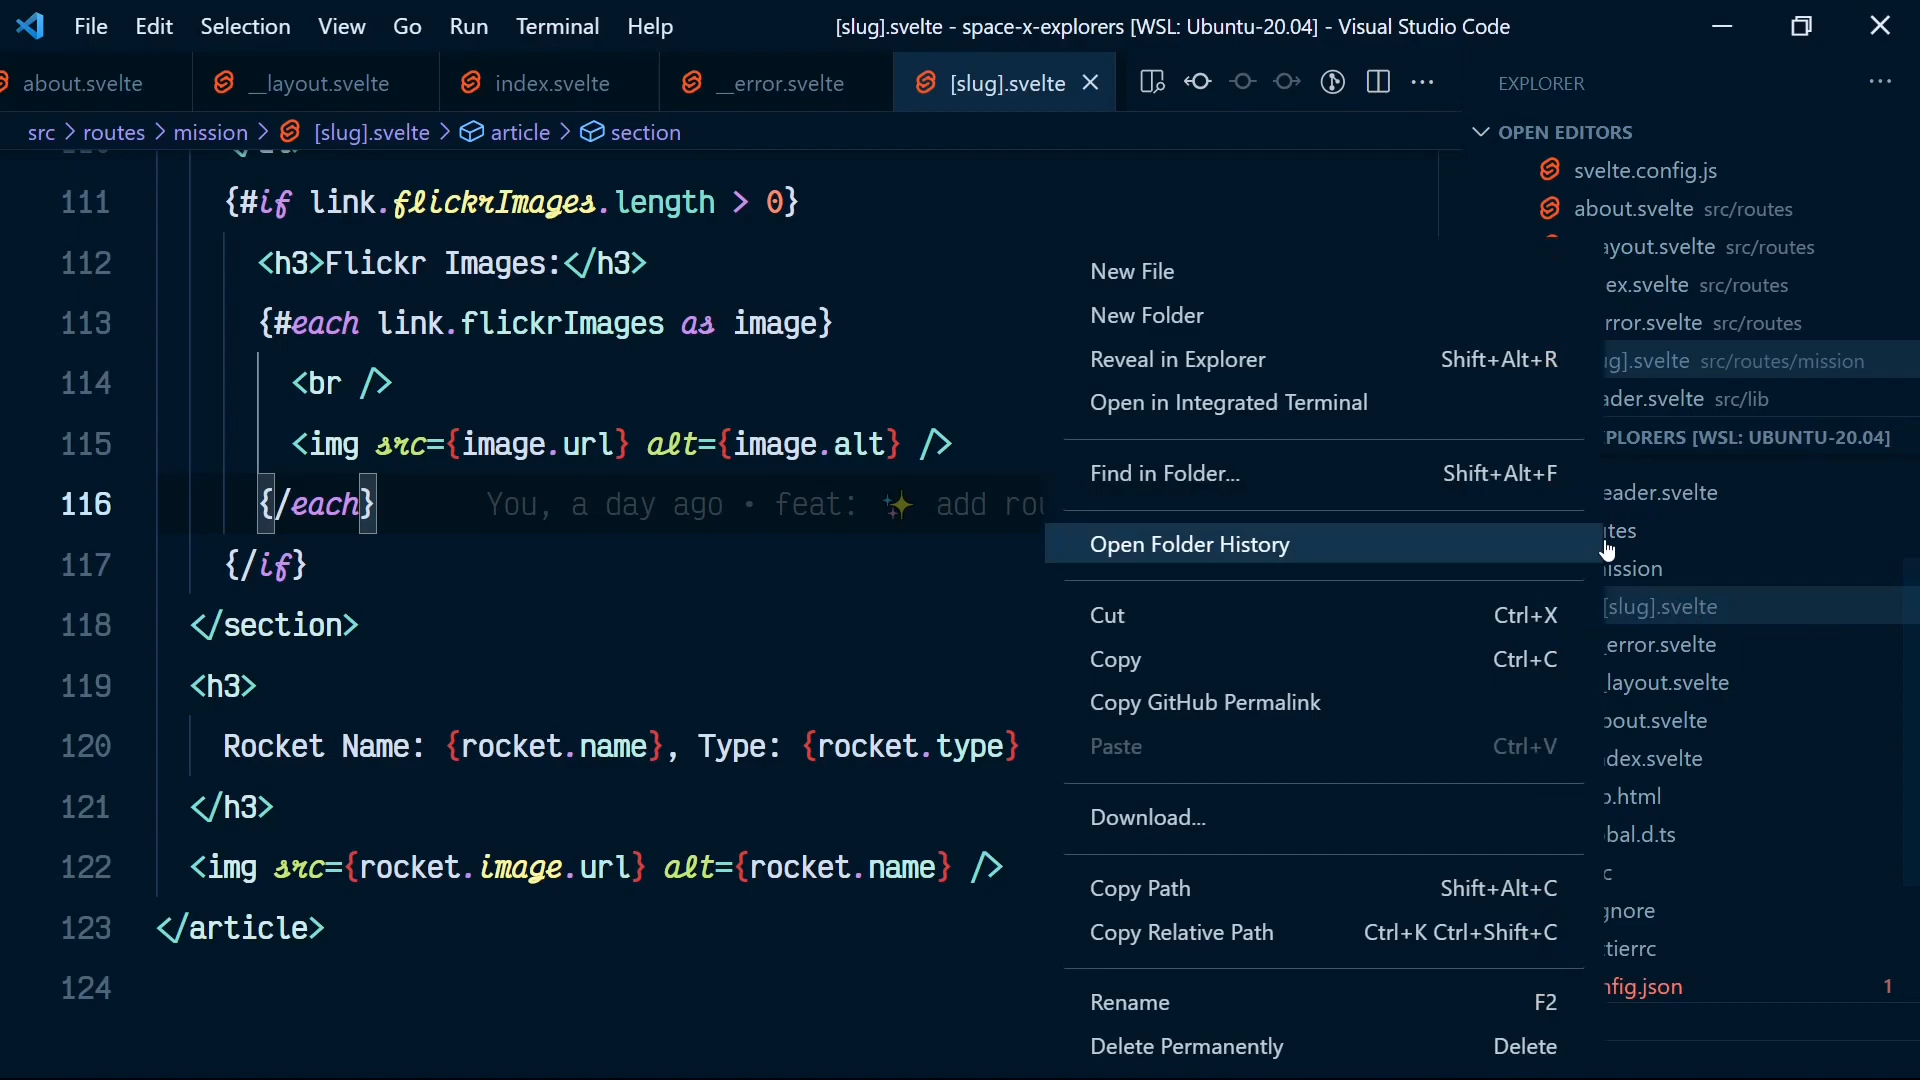 File Edit Selection View Go Run Terminal Help [slug].svelte - space-x-explorers [WSL: Ubuntu-20.04] - Visual Studio Code
about.svelte __layout.svelte index.svelte __error.svelte [slug].svelte
src > routes > mission > [slug].svelte > article > section
111 {#if link.flickrImages.length > 0}
112 <h3>Flickr Images:</h3>
113 {#each link.flickrImages as image}
114 <br />
115 <img src={image.url} alt={image.alt} />
116 {/each} You, a day ago • feat: ✨ add rou
117 {/if}
118 </section>
119 <h3>
120 Rocket Name: {rocket.name}, Type: {rocket.type}
121 </h3>
122 <img src={rocket.image.url} alt={rocket.name} />
123 </article>
124
New File
New Folder
Reveal in Explorer Shift+Alt+R
Open in Integrated Terminal
Find in Folder... Shift+Alt+F
Open Folder History
Cut Ctrl+X
Copy Ctrl+C
Copy GitHub Permalink
Paste Ctrl+V
Download...
Copy Path Shift+Alt+C
Copy Relative Path Ctrl+K Ctrl+Shift+C
Rename F2
Delete Permanently Delete
EXPLORER
OPEN EDITORS
svelte.config.js
about.svelte src/routes
ayout.svelte src/routes
ex.svelte src/routes
rror.svelte src/routes
ug].svelte src/routes/mission
ader.svelte src/lib
PLORERS [WSL: UBUNTU-20.04]
eader.svelte
tes
ission
[slug].svelte
_error.svelte
_layout.svelte
bout.svelte
dex.svelte
p.html
bal.d.ts
c
gnore
ttierrc
nfig.json 1